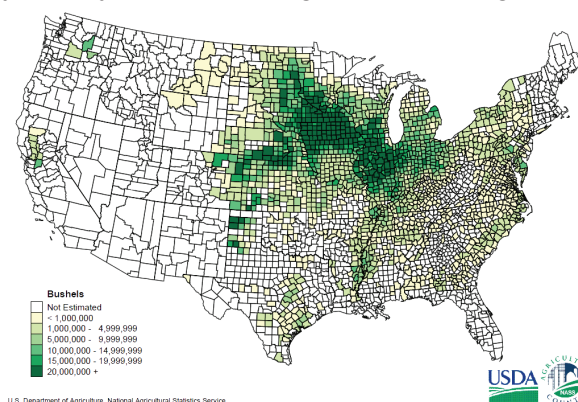 Bushels
Not Estimated
< 1,000,000
1,000,000 - 4,999,999
5,000,000 - 9,999,999
10,000,000 - 14,999,999
15,000,000 - 19,999,999
20,000,000 +
USDA
NASS
U.S. Department of Agriculture, National Agricultural Statistics Service